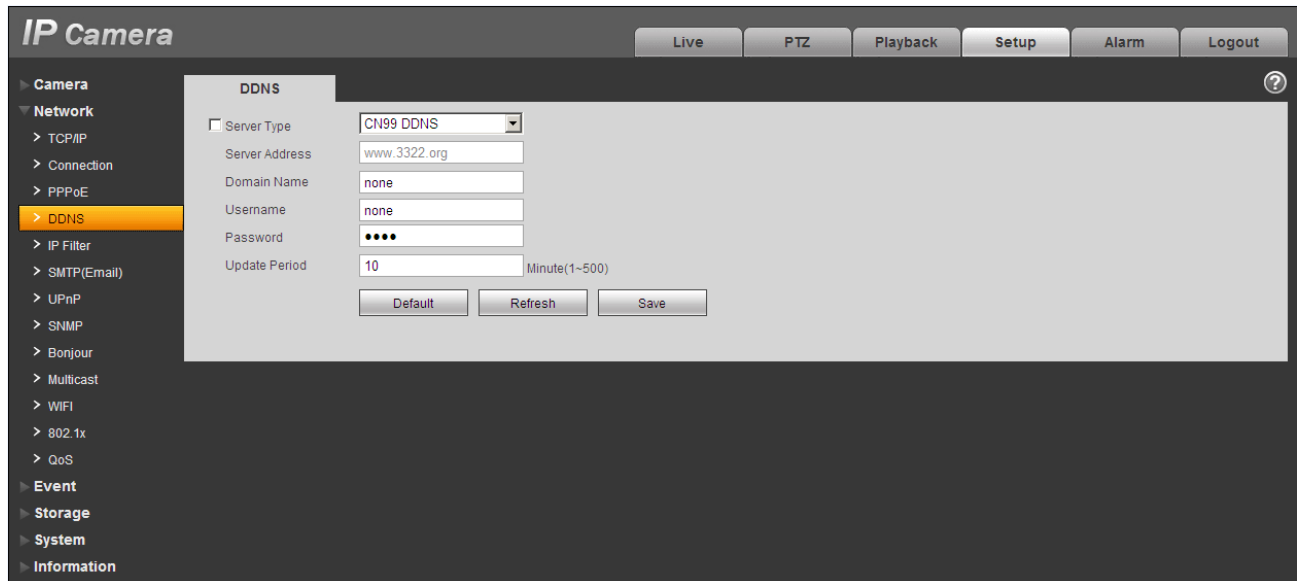 IP Camera
Live PTZ Playback Setup Alarm Logout
Camera
Network
> TCP/IP
> Connection
> PPPoE
> DDNS
> IP Filter
> SMTP(Email)
> UPnP
> SNMP
> Bonjour
> Multicast
> WIFI
> 802.1x
> QoS
Event
Storage
System
Information
DDNS
?
Server Type CN99 DDNS
Server Address www.3322.org
Domain Name none
Username none
Password ●●●●
Update Period 10 Minute(1~500)
Default Refresh Save